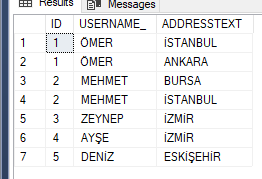 Results Messages
ID USERNAME_ ADDRESSTEXT
1 1 ÖMER İSTANBUL
2 1 ÖMER ANKARA
3 2 MEHMET BURSA
4 2 MEHMET İSTANBUL
5 3 ZEYNEP İZMİR
6 4 AYŞE İZMİR
7 5 DENİZ ESKİŞEHİR